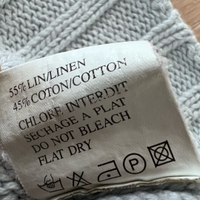 55% LIN/LINEN
45% COTON/COTTON
CHLORE INTERDIT
SECHAGE A PLAT
DO NOT BLEACH
FLAT DRY
P